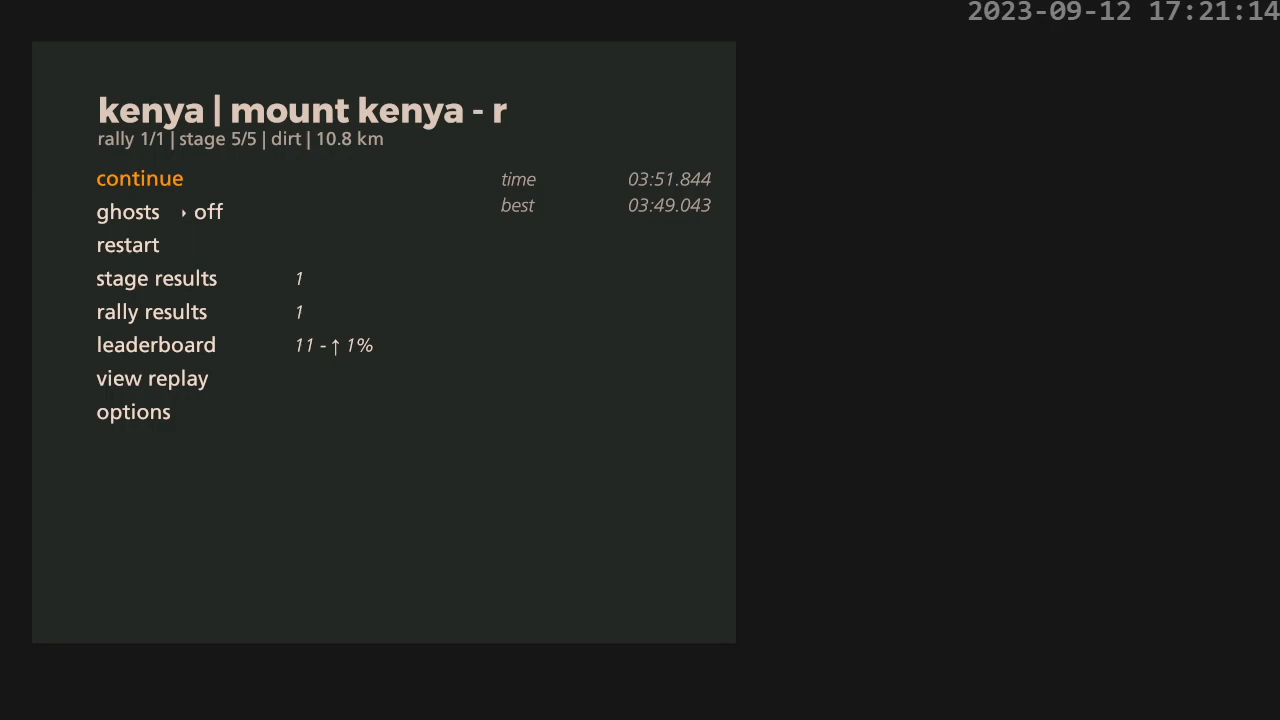 2023-09-12 17:21:14
kenya | mount kenya - r
rally 1/1 | stage 5/5 | dirt | 10.8 km
continue
time 03:51.844
best 03:49.043
ghosts ‣ off
restart
stage results 1
rally results 1
leaderboard 11 - ↑ 1%
view replay
options